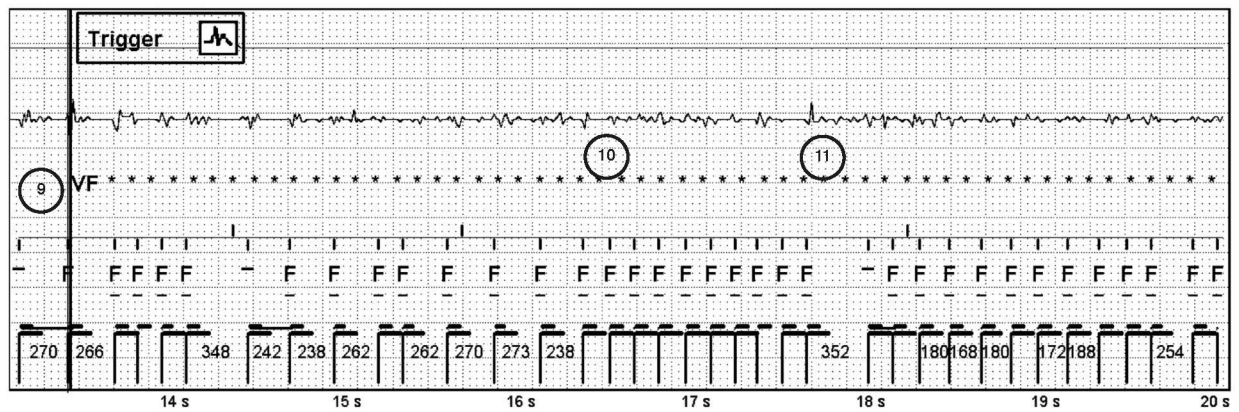 Trigger
10
11
9
VF * * * * * * * * * * * * * * * * * * * * * * * * * * * * * * * * * * * * * * * * * * * * * * * * * * * * *
– F F F F F – F F F F F F F F F F F F F F F F – F F F F F F F F F F F F
270 266 348 242 238 262 262 270 273 238 352 180 168 180 172 188 254
14 s 15 s 16 s 17 s 18 s 19 s 20 s